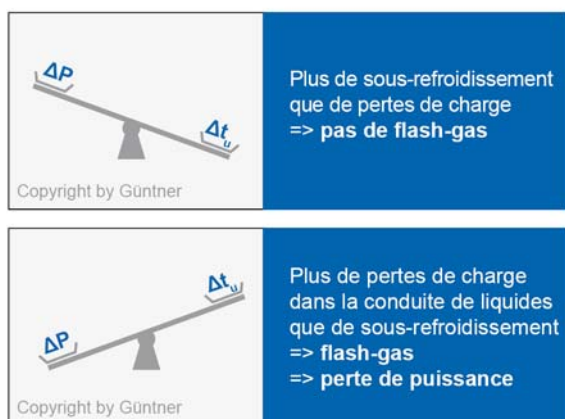 ΔP
Δtu
Copyright by Güntner
Plus de sous-refroidissement
que de pertes de charge
=> pas de flash-gas
Δtu
ΔP
Copyright by Güntner
Plus de pertes de charge
dans la conduite de liquides
que de sous-refroidissement
=> flash-gas
=> perte de puissance